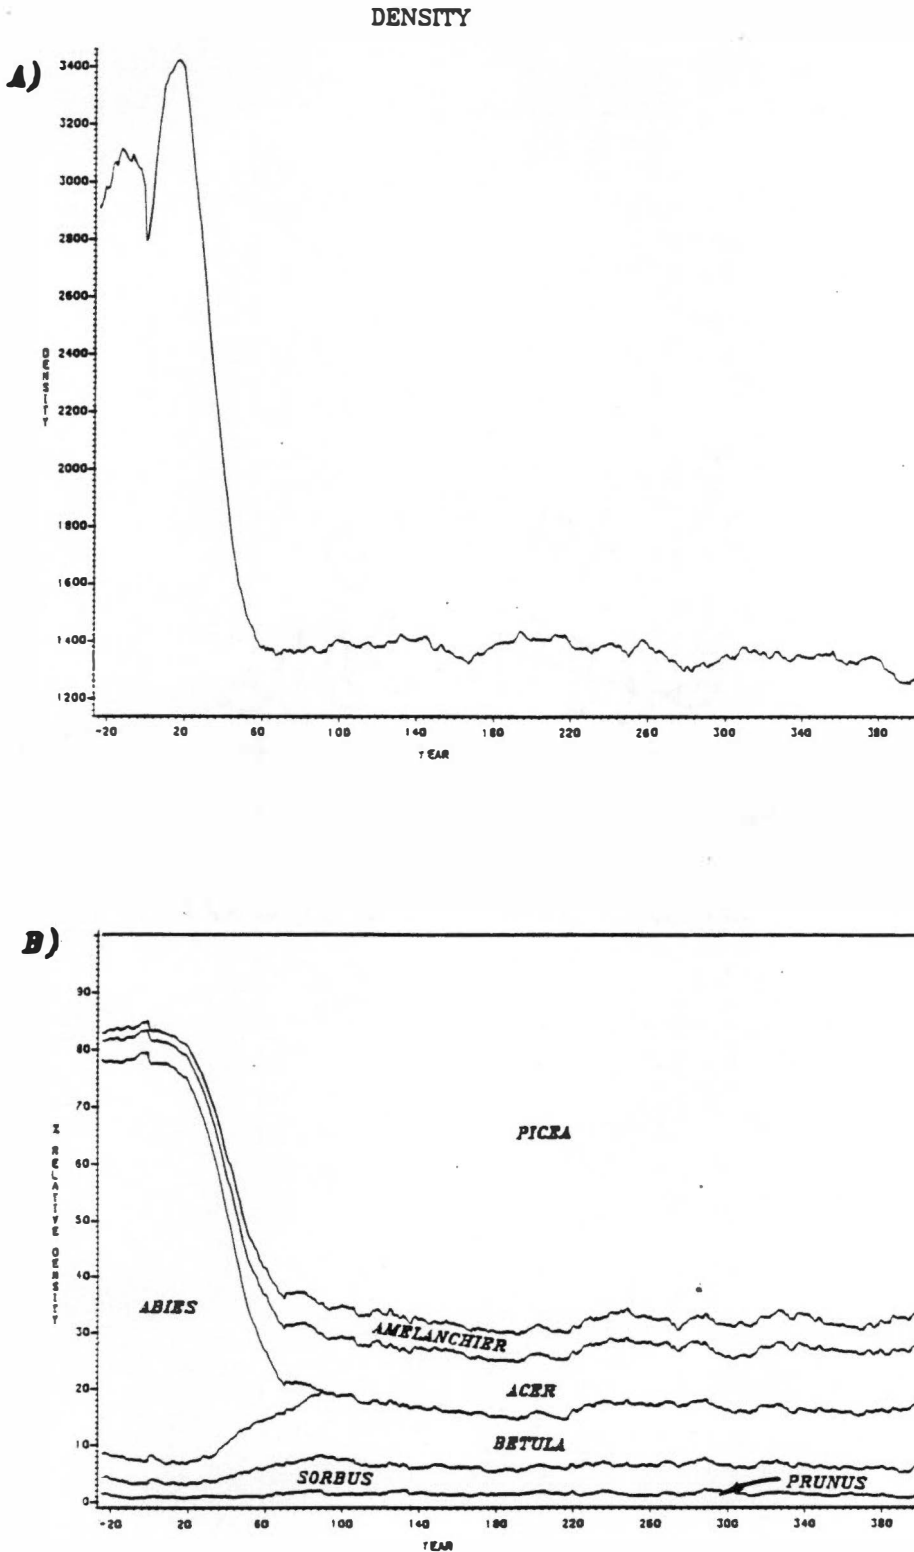 DENSITY
A)
3400
3200
3000
2800
2600
2400
2200
2000
1800
1600
1400
1200
DENSITY
-20 20 60 100 140 180 220 260 300 340 380
YEAR
B)
90
80
70
60
50
40
30
20
10
0
% RELATIVE DENSITY
PICEA
ABIES
AMELANCHIER
ACER
BETULA
SORBUS
PRUNUS
-20 20 60 100 140 180 220 260 300 340 380
YEAR